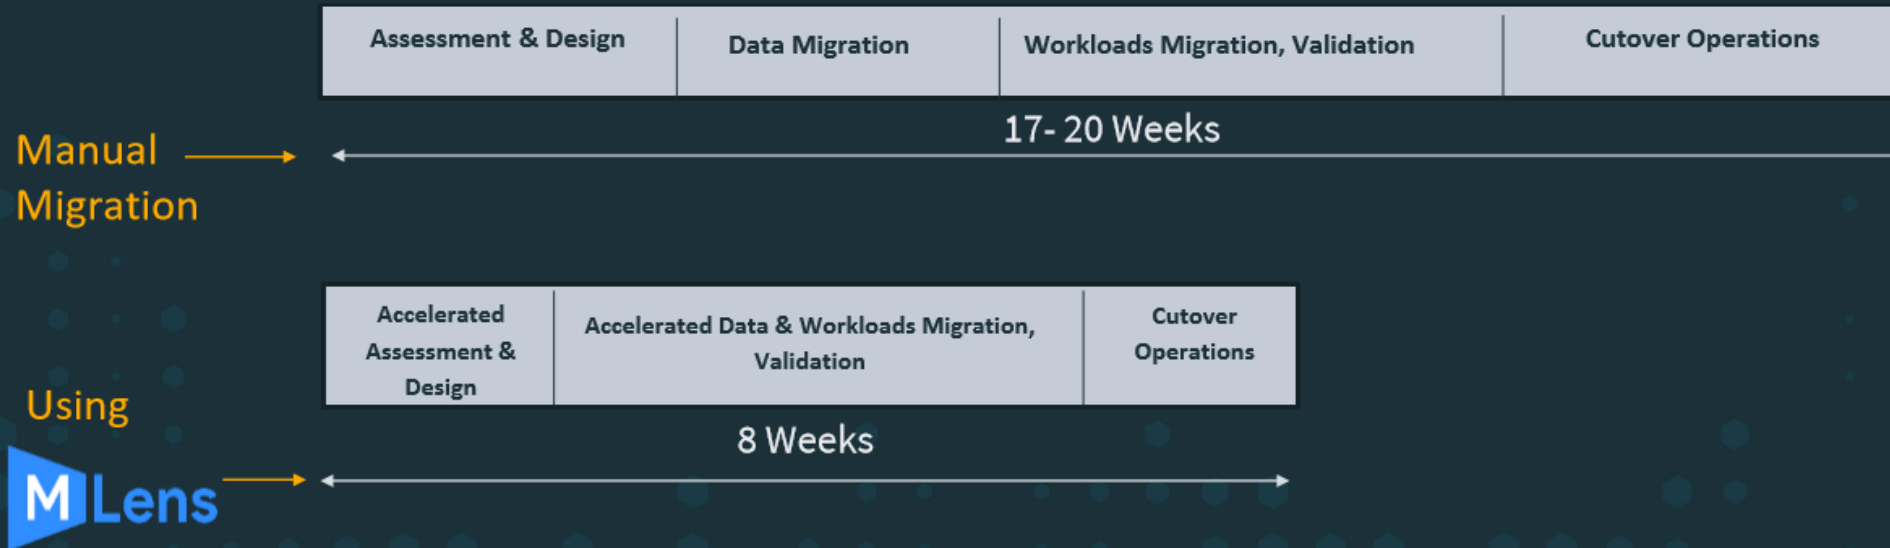 Assessment & Design
Data Migration
Workloads Migration, Validation
Cutover Operations
17- 20 Weeks
Manual
Migration
Accelerated
Assessment &
Design
Accelerated Data & Workloads Migration,
Validation
Cutover
Operations
8 Weeks
Using
MLens